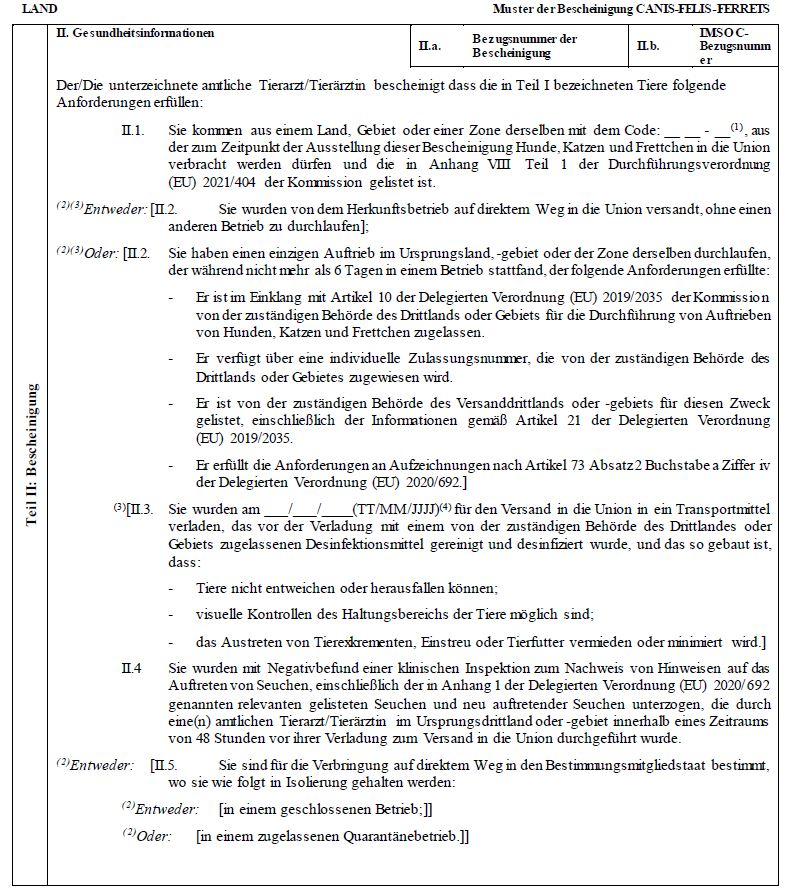 LAND Muster der Bescheinigung CANIS-FELIS-FERRETS
II. Gesundheitsinformationen
II.a. Bezugsnummer der
Bescheinigung
II.b. IMSOC-
Bezugsnumm
er
Teil II: Bescheinigung
Der/Die unterzeichnete amtliche Tierarzt/Tierärztin bescheinigt dass die in Teil I bezeichneten Tiere folgende
Anforderungen erfüllen:
II.1. Sie kommen aus einem Land, Gebiet oder einer Zone derselben mit dem Code: __ __ - __(1), aus
der zum Zeitpunkt der Ausstellung dieser Bescheinigung Hunde, Katzen und Frettchen in die Union
verbracht werden dürfen und die in Anhang VIII Teil 1 der Durchführungsverordnung
(EU) 2021/404 der Kommission gelistet ist.
(2)(3)Entweder: [II.2. Sie wurden von dem Herkunftsbetrieb auf direktem Weg in die Union versandt, ohne einen
anderen Betrieb zu durchlaufen];
(2)(3)Oder: [II.2. Sie haben einen einzigen Auftrieb im Ursprungsland, -gebiet oder der Zone derselben durchlaufen,
der während nicht mehr als 6 Tagen in einem Betrieb stattfand, der folgende Anforderungen erfüllte:
- Er ist im Einklang mit Artikel 10 der Delegierten Verordnung (EU) 2019/2035 der Kommission
von der zuständigen Behörde des Drittlands oder Gebiets für die Durchführung von Auftrieben
von Hunden, Katzen und Frettchen zugelassen.
- Er verfügt über eine individuelle Zulassungsnummer, die von der zuständigen Behörde des
Drittlands oder Gebietes zugewiesen wird.
- Er ist von der zuständigen Behörde des Versanddrittlands oder -gebiets für diesen Zweck
gelistet, einschließlich der Informationen gemäß Artikel 21 der Delegierten Verordnung
(EU) 2019/2035.
- Er erfüllt die Anforderungen an Aufzeichnungen nach Artikel 73 Absatz 2 Buchstabe a Ziffer iv
der Delegierten Verordnung (EU) 2020/692.]
(3)[II.3. Sie wurden am ___/___/____(TT/MM/JJJJ)(4) für den Versand in die Union in ein Transportmittel
verladen, das vor der Verladung mit einem von der zuständigen Behörde des Drittlandes oder
Gebiets zugelassenen Desinfektionsmittel gereinigt und desinfiziert wurde, und das so gebaut ist,
dass:
- Tiere nicht entweichen oder herausfallen können;
- visuelle Kontrollen des Haltungsbereichs der Tiere möglich sind;
- das Austreten von Tierexkrementen, Einstreu oder Tierfutter vermieden oder minimiert wird.]
II.4 Sie wurden mit Negativbefund einer klinischen Inspektion zum Nachweis von Hinweisen auf das
Auftreten von Seuchen, einschließlich der in Anhang 1 der Delegierten Verordnung (EU) 2020/692
genannten relevanten gelisteten Seuchen und neu auftretender Seuchen unterzogen, die durch
eine(n) amtlichen Tierarzt/Tierärztin im Ursprungsdrittland oder -gebiet innerhalb eines Zeitraums
von 48 Stunden vor ihrer Verladung zum Versand in die Union durchgeführt wurde.
(2)Entweder: [II.5. Sie sind für die Verbringung auf direktem Weg in den Bestimmungsmitgliedstaat bestimmt,
wo sie wie folgt in Isolierung gehalten werden:
(2)Entweder: [in einem geschlossenen Betrieb;]]
(2)Oder: [in einem zugelassenen Quarantänebetrieb.]]